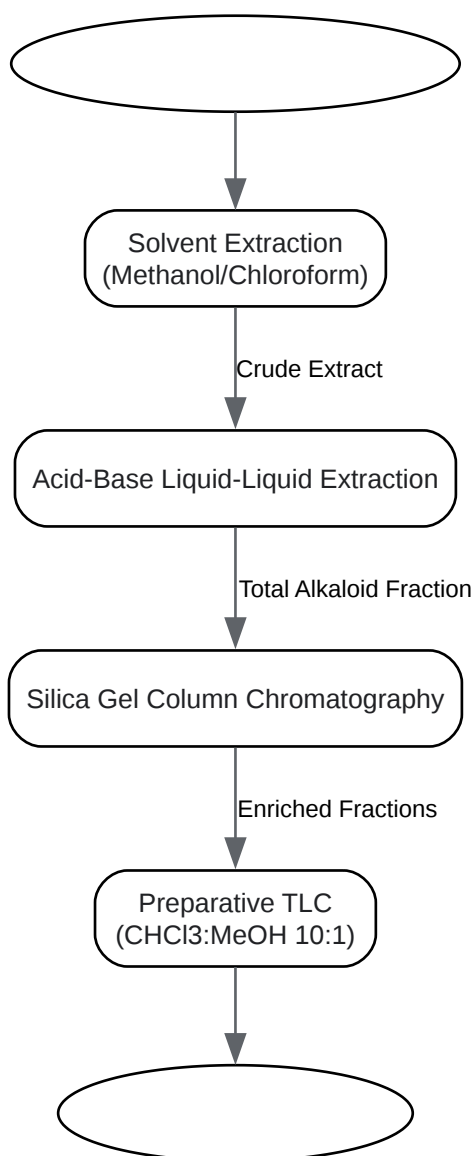 Solvent Extraction
(Methanol/Chloroform)
Crude Extract
Acid-Base Liquid-Liquid Extraction
Total Alkaloid Fraction
Silica Gel Column Chromatography
Enriched Fractions
Preparative TLC
(CHCl3:MeOH 10:1)